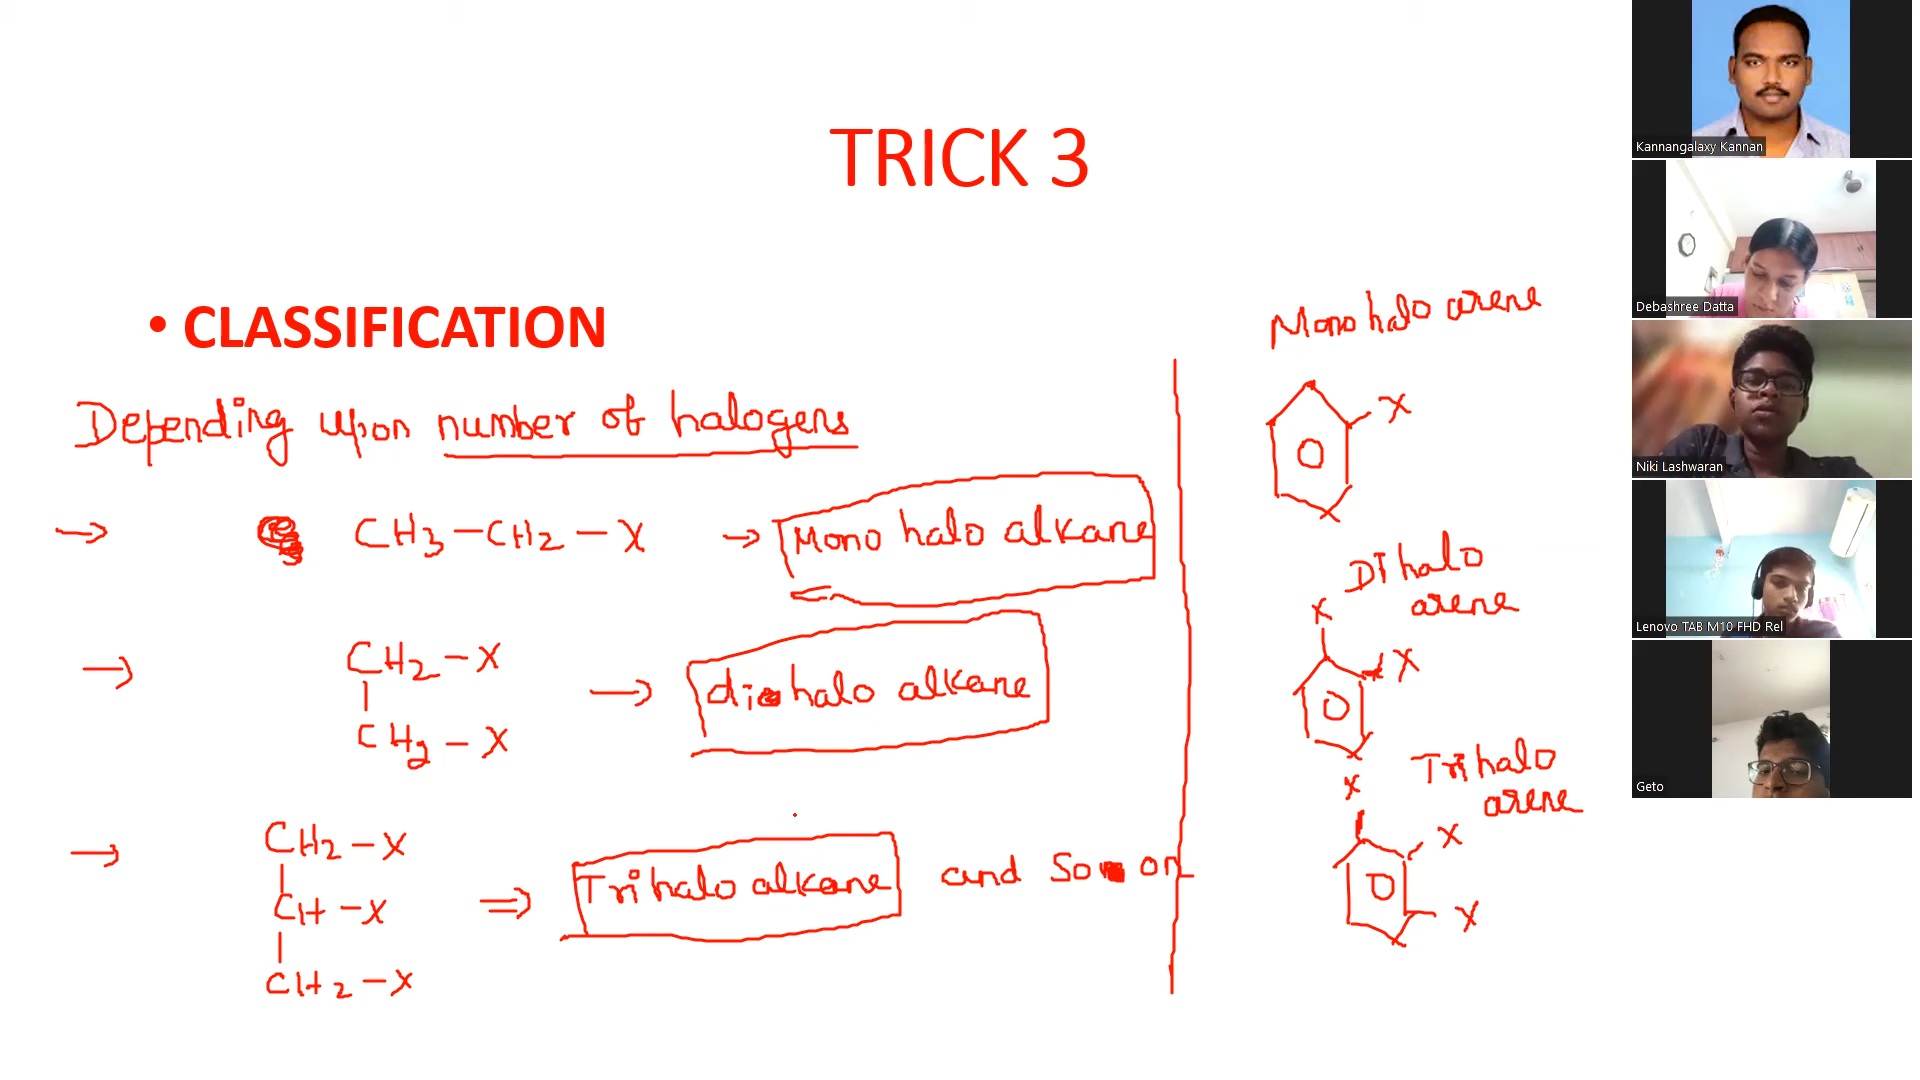 TRICK 3
• CLASSIFICATION
Depending upon number of halogens
→ CH3 – CH2 – X → Mono halo alkane
→ CH2 – X
|
CH2 – X → di halo alkane
→ CH2 – X
|
CH – X ⇒ Tri halo alkane and so on
|
CH2 – X
Mono halo arene
X
Di halo
arene
X
X
Tri halo
arene
X
X
X
Kannangalaxy Kannan
Debashree Datta
Niki Lashwaran
Lenovo TAB M10 FHD Rel
Geto